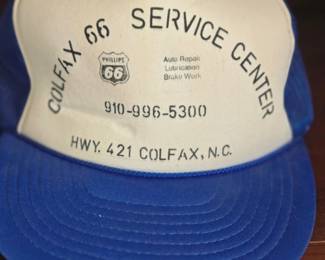 COLFAX 66 SERVICE CENTER
PHILLIPS
66
Auto Repair
Lubrication
Brake Work
910-996-5300
HWY. 421 COLFAX, N.C.